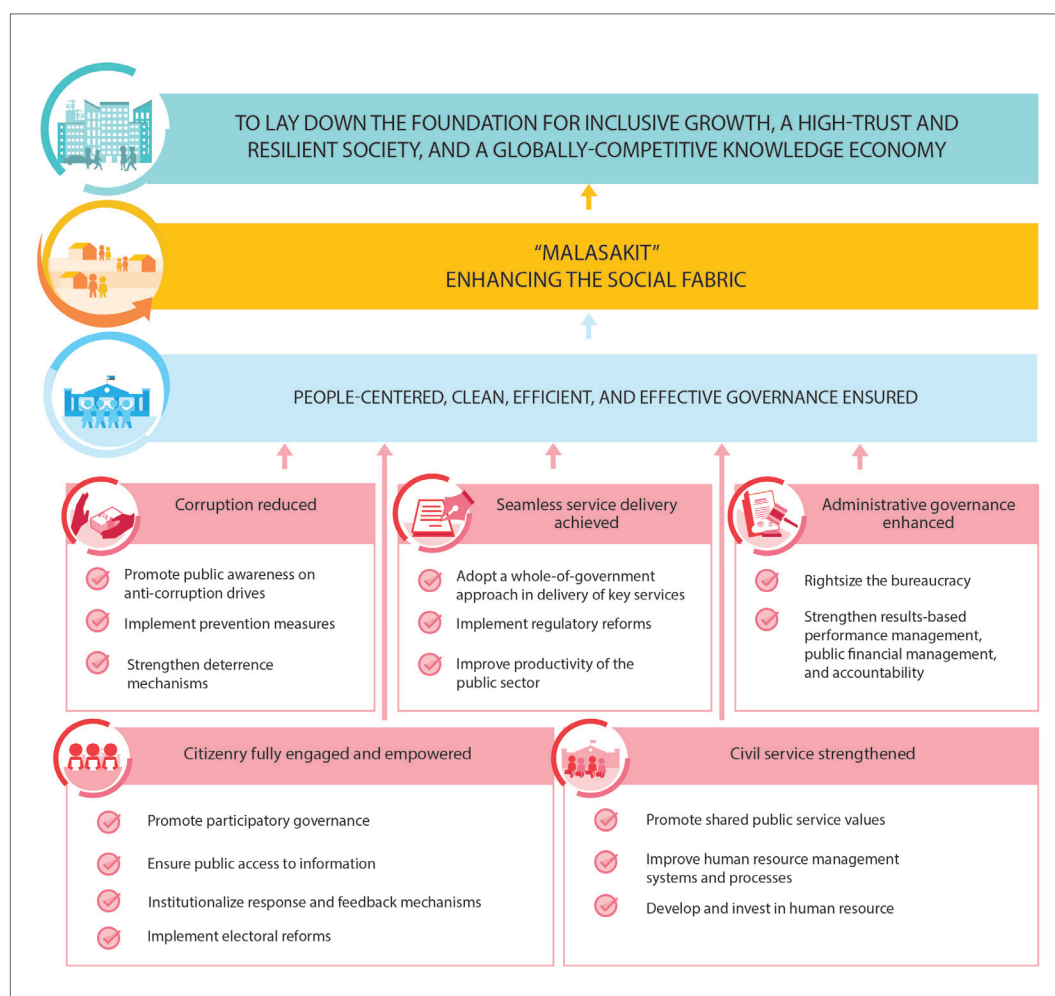 TO LAY DOWN THE FOUNDATION FOR INCLUSIVE GROWTH, A HIGH-TRUST AND
RESILIENT SOCIETY, AND A GLOBALLY-COMPETITIVE KNOWLEDGE ECONOMY
“MALASAKIT”
ENHANCING THE SOCIAL FABRIC
PEOPLE-CENTERED, CLEAN, EFFICIENT, AND EFFECTIVE GOVERNANCE ENSURED
Corruption reduced
Promote public awareness on
anti-corruption drives
Implement prevention measures
Strengthen deterrence
mechanisms
Seamless service delivery
achieved
Adopt a whole-of-government
approach in delivery of key services
Implement regulatory reforms
Improve productivity of the
public sector
Administrative governance
enhanced
Rightsize the bureaucracy
Strengthen results-based
performance management,
public financial management,
and accountability
Citizenry fully engaged and empowered
Promote participatory governance
Ensure public access to information
Institutionalize response and feedback mechanisms
Implement electoral reforms
Civil service strengthened
Promote shared public service values
Improve human resource management
systems and processes
Develop and invest in human resource